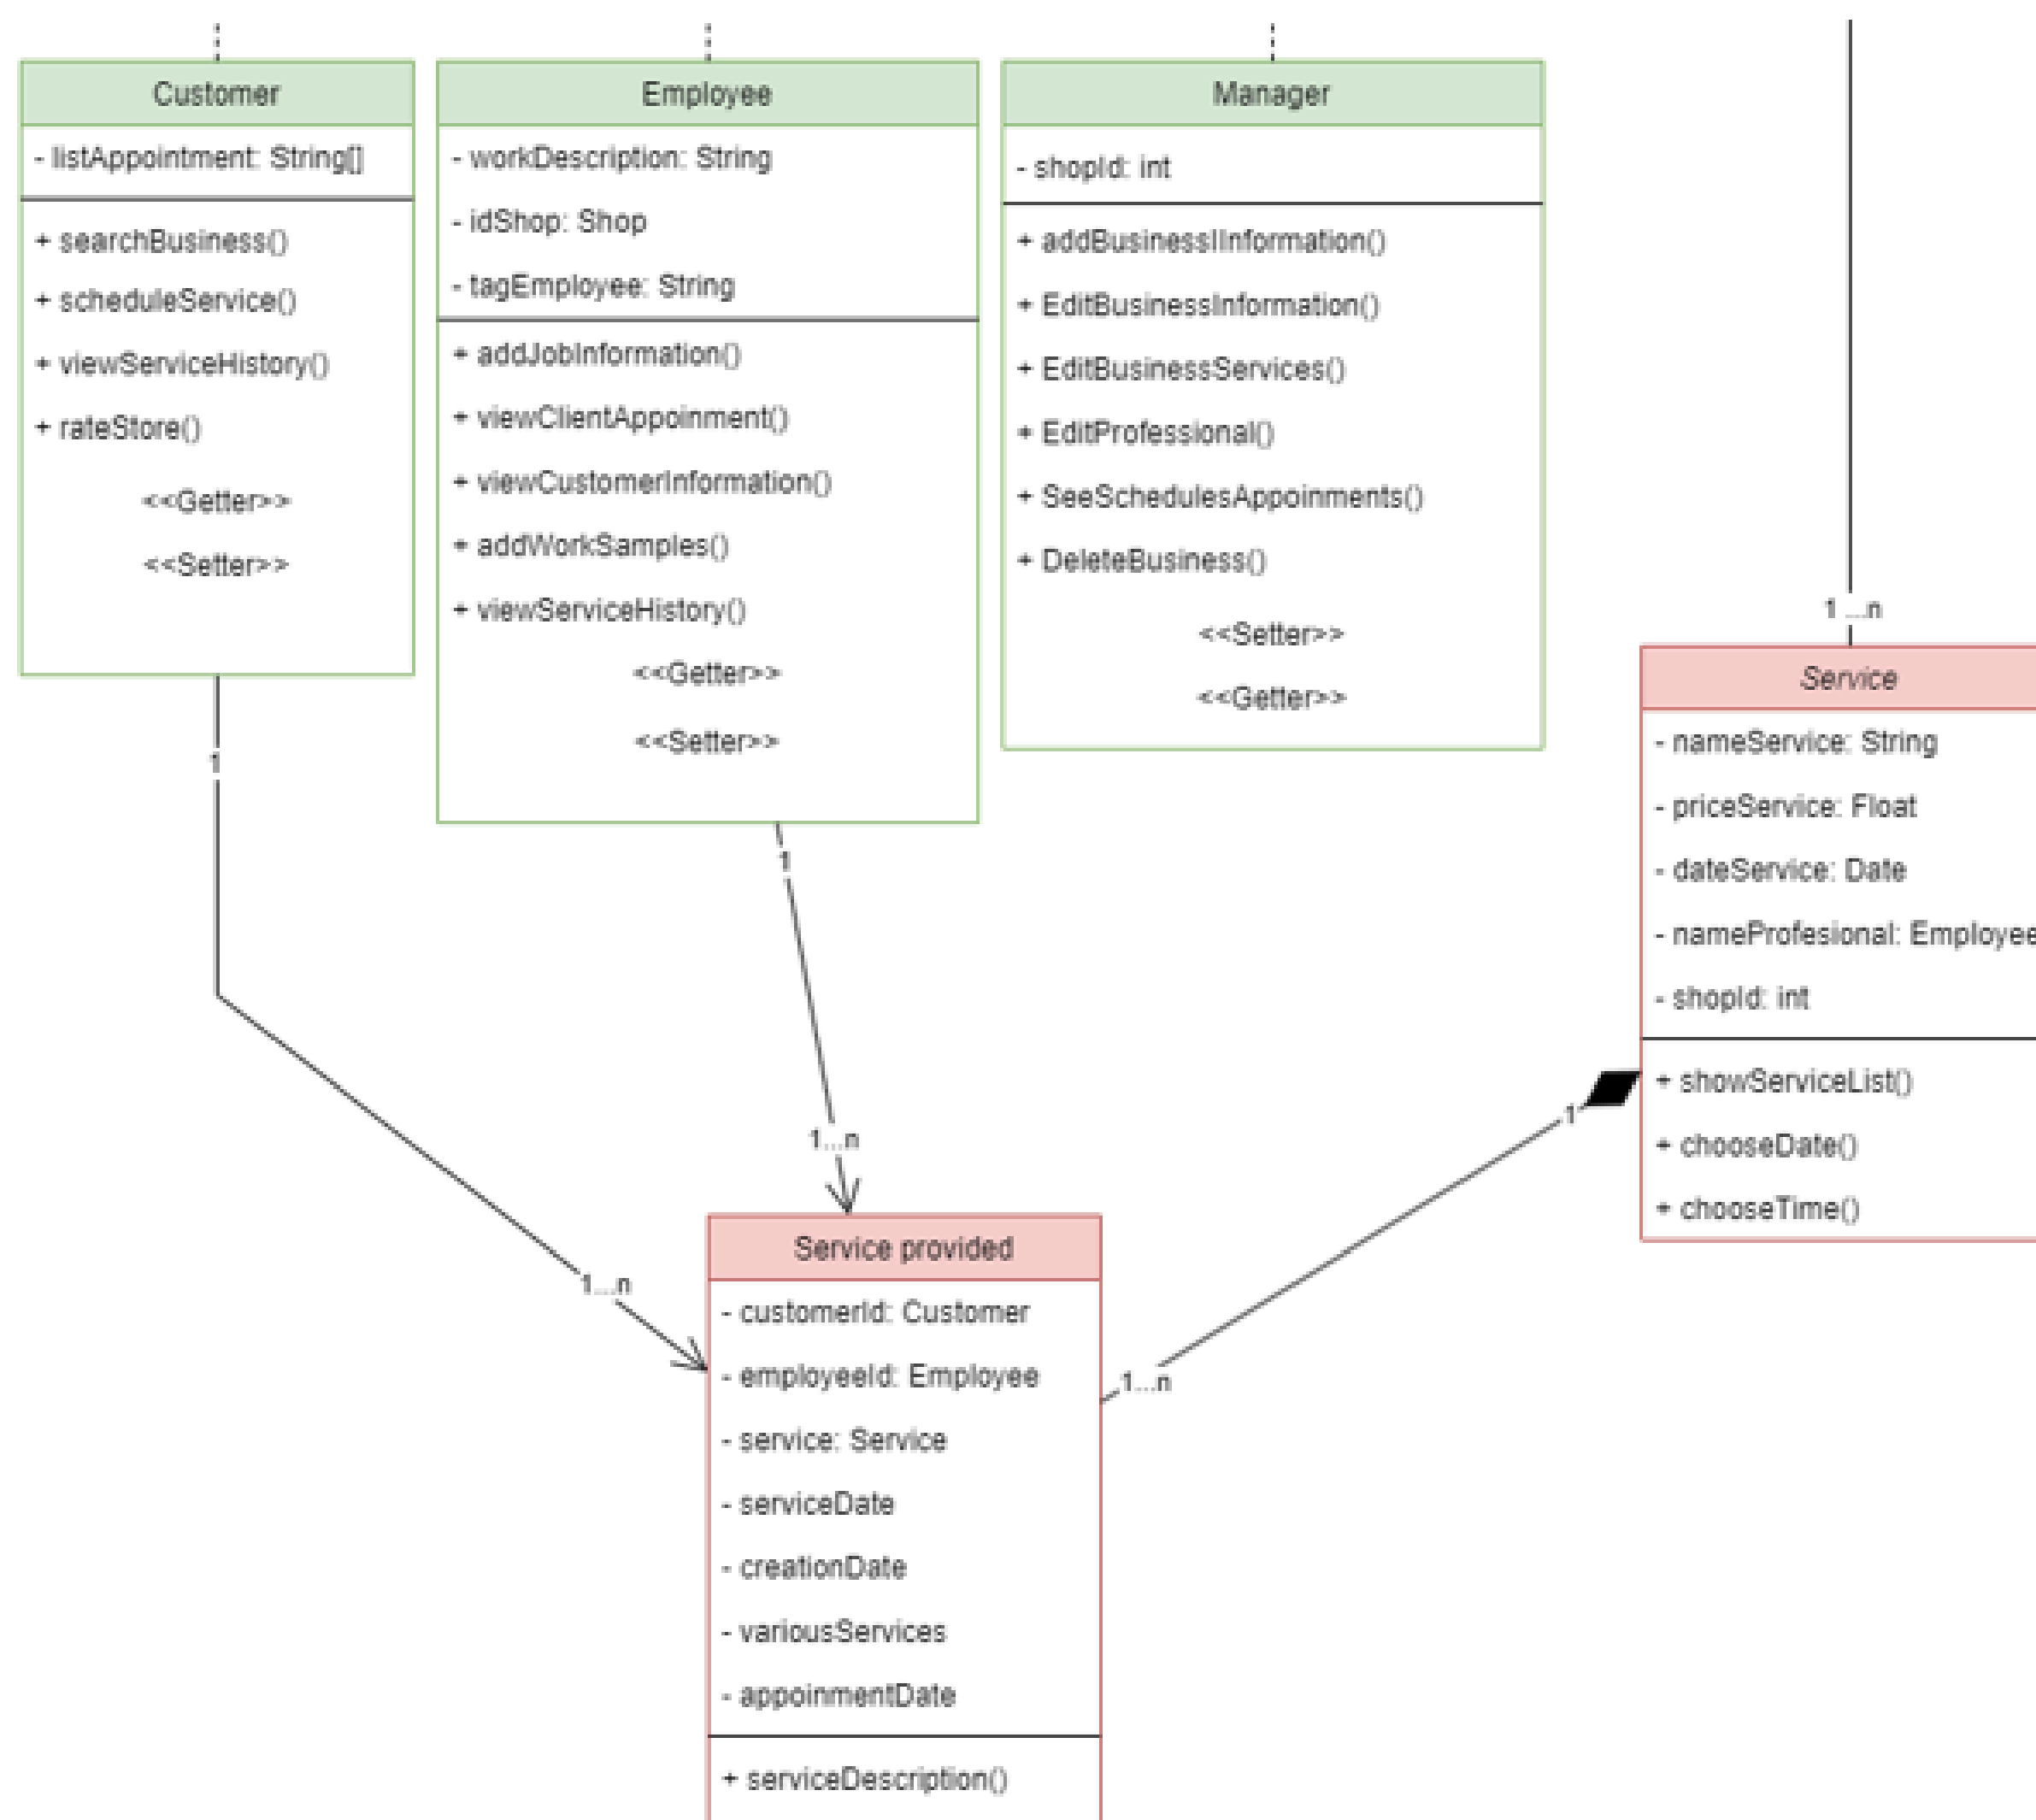 Customer
- listAppointment: String[]
+ searchBusiness()
+ scheduleService()
+ viewServiceHistory()
+ rateStore()
<<Getter>>
<<Setter>>
1
Employee
- workDescription: String
- idShop: Shop
- tagEmployee: String
+ addJobInformation()
+ viewClientAppoinment()
+ viewCustomerInformation()
+ addWorkSamples()
+ viewServiceHistory()
<<Getter>>
<<Setter>>
1
Manager
- shopId: int
+ addBusinessIInformation()
+ EditBusinessInformation()
+ EditBusinessServices()
+ EditProfessional()
+ SeeSchedulesAppoinments()
+ DeleteBusiness()
<<Setter>>
<<Getter>>
1 ...n
Service
- nameService: String
- priceService: Float
- dateService: Date
- nameProfesional: Employee
- shopId: int
+ showServiceList()
+ chooseDate()
+ chooseTime()
1
1...n
1...n
1...n
Service provided
- customerId: Customer
- employeeId: Employee
- service: Service
- serviceDate
- creationDate
- variousServices
- appoinmentDate
+ serviceDescription()